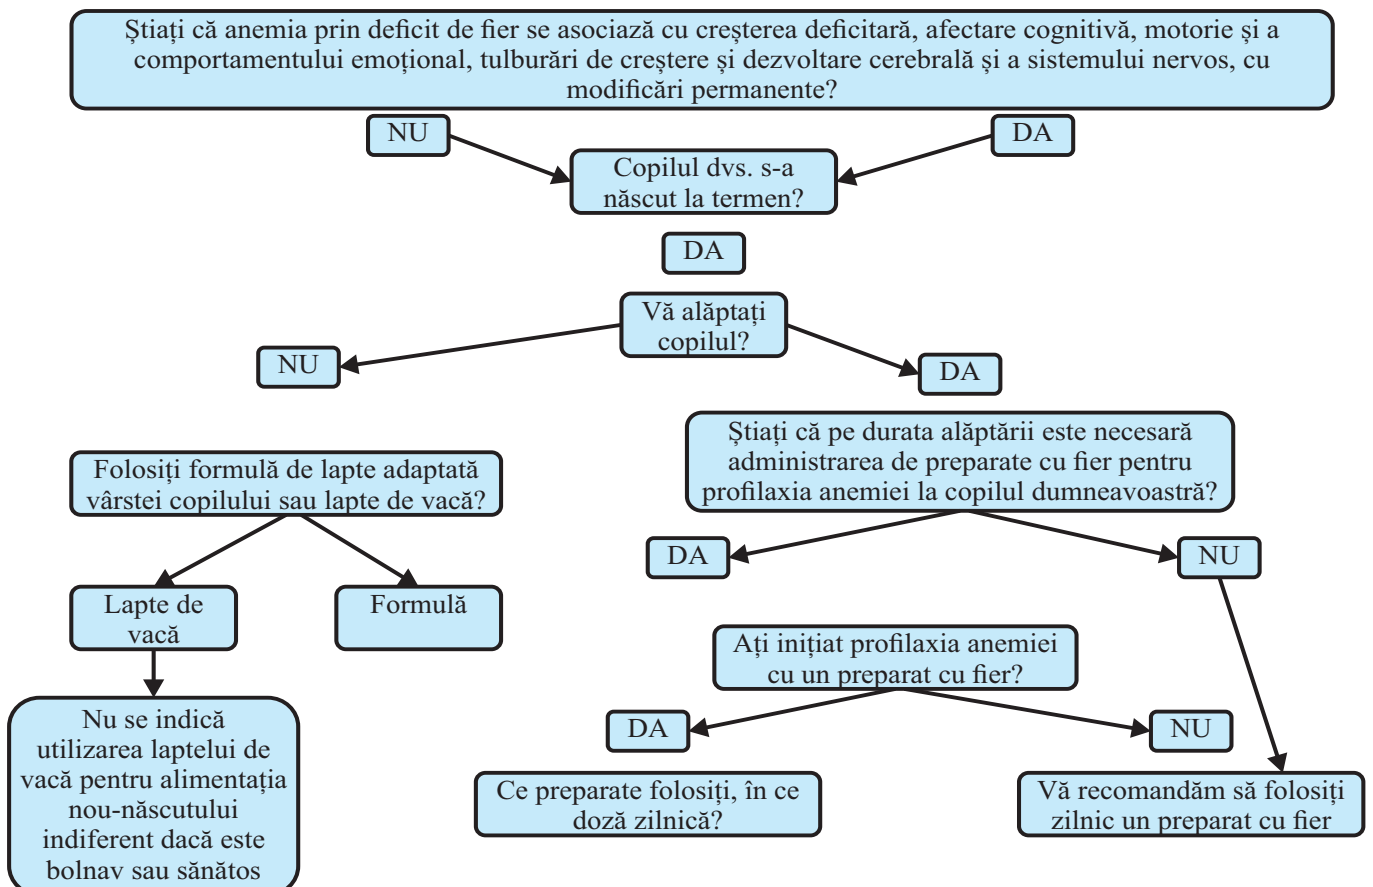 Știați că anemia prin deficit de fier se asociază cu creșterea deficitară, afectare cognitivă, motorie și a
comportamentului emoțional, tulburări de creștere și dezvoltare cerebrală și a sistemului nervos, cu
modificări permanente?
NU
DA
Copilul dvs. s-a
născut la termen?
DA
Vă alăptați
copilul?
NU
DA
Folosiți formulă de lapte adaptată
vârstei copilului sau lapte de vacă?
Știați că pe durata alăptării este necesară
administrarea de preparate cu fier pentru
profilaxia anemiei la copilul dumneavoastră?
DA
NU
Lapte de
vacă
Formulă
Ați inițiat profilaxia anemiei
cu un preparat cu fier?
Nu se indică
utilizarea laptelui de
vacă pentru alimentația
nou-născutului
indiferent dacă este
bolnav sau sănătos
DA
NU
Ce preparate folosiți, în ce
doză zilnică?
Vă recomandăm să folosiți
zilnic un preparat cu fier